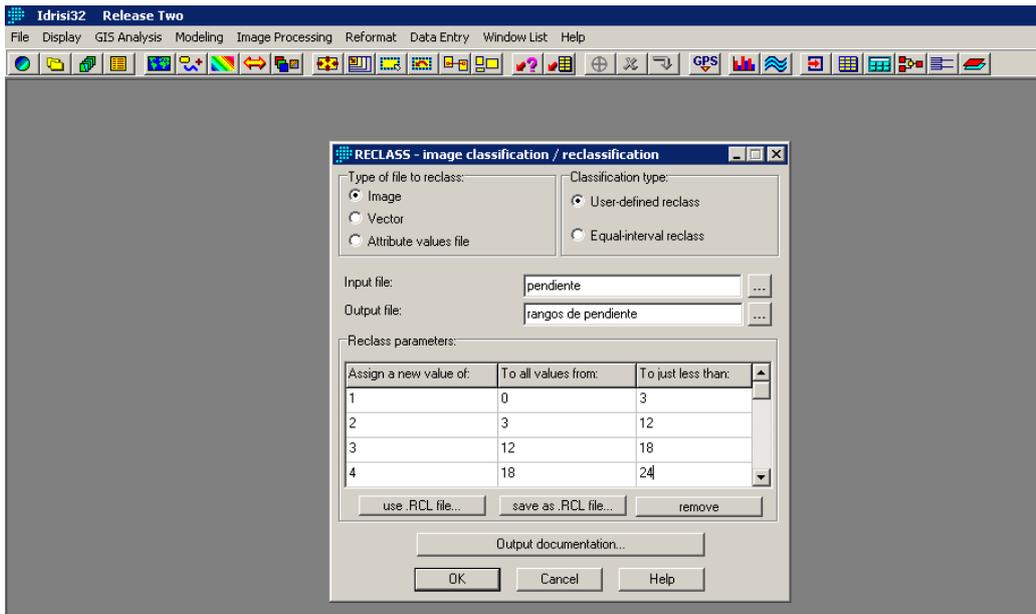 Idrisi32 Release Two
File Display GIS Analysis Modeling Image Processing Reformat Data Entry Window List Help
GPS
RECLASS - image classification / reclassification
Type of file to reclass:
Image
Vector
Attribute values file
Classification type:
User-defined reclass
Equal-interval reclass
Input file:
pendiente
...
Output file:
rangos de pendiente
...
Reclass parameters:
Assign a new value of: To all values from: To just less than:
1 0 3
2 3 12
3 12 18
4 18 24
use .RCL file... save as .RCL file... remove
Output documentation...
OK Cancel Help